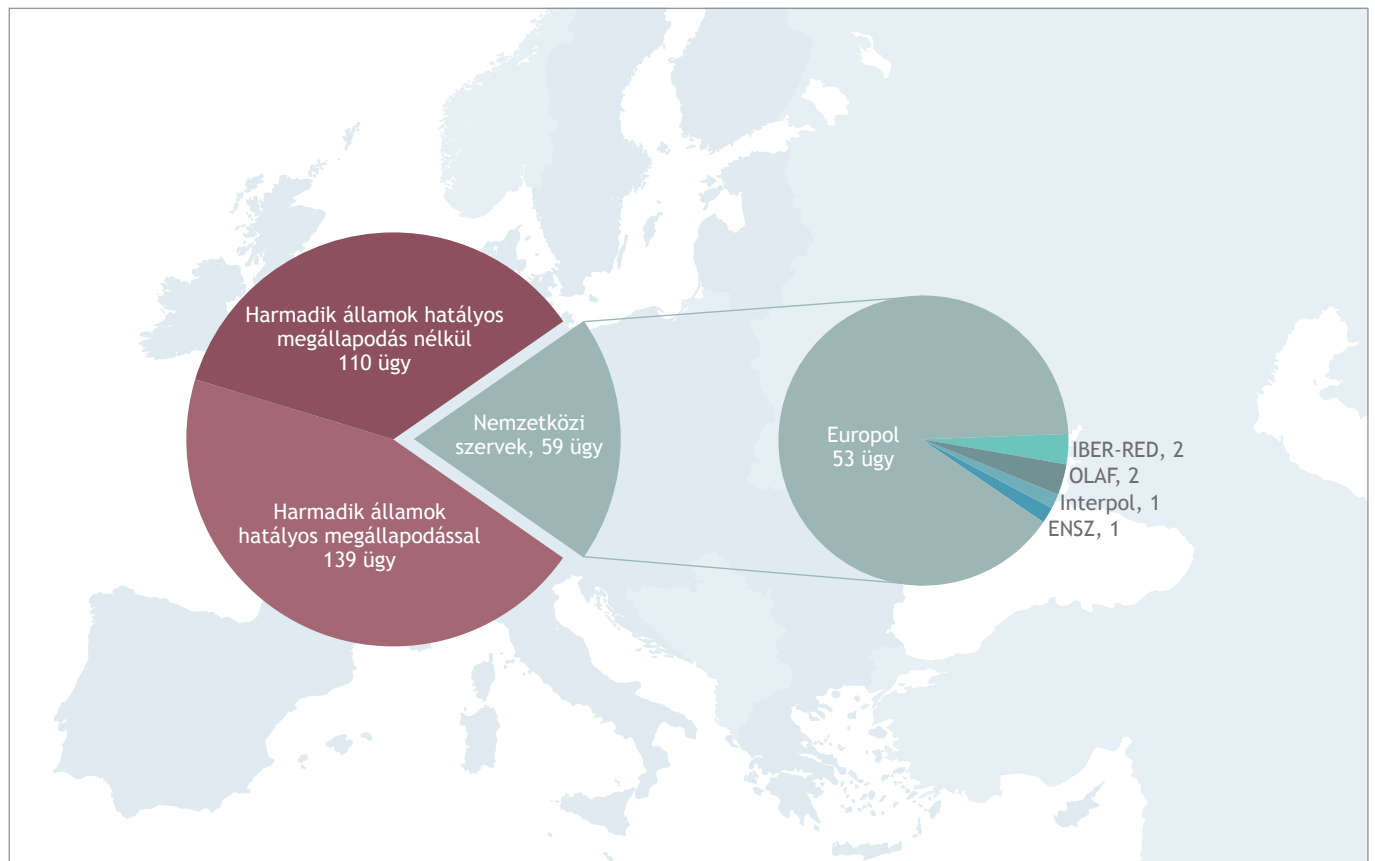 Harmadik államok hatályos
megállapodás nélkül
110 ügy
Nemzetközi
szervek, 59 ügy
Harmadik államok
hatályos megállapodással
139 ügy
Europol
53 ügy
IBER-RED, 2
OLAF, 2
Interpol, 1
ENSZ, 1